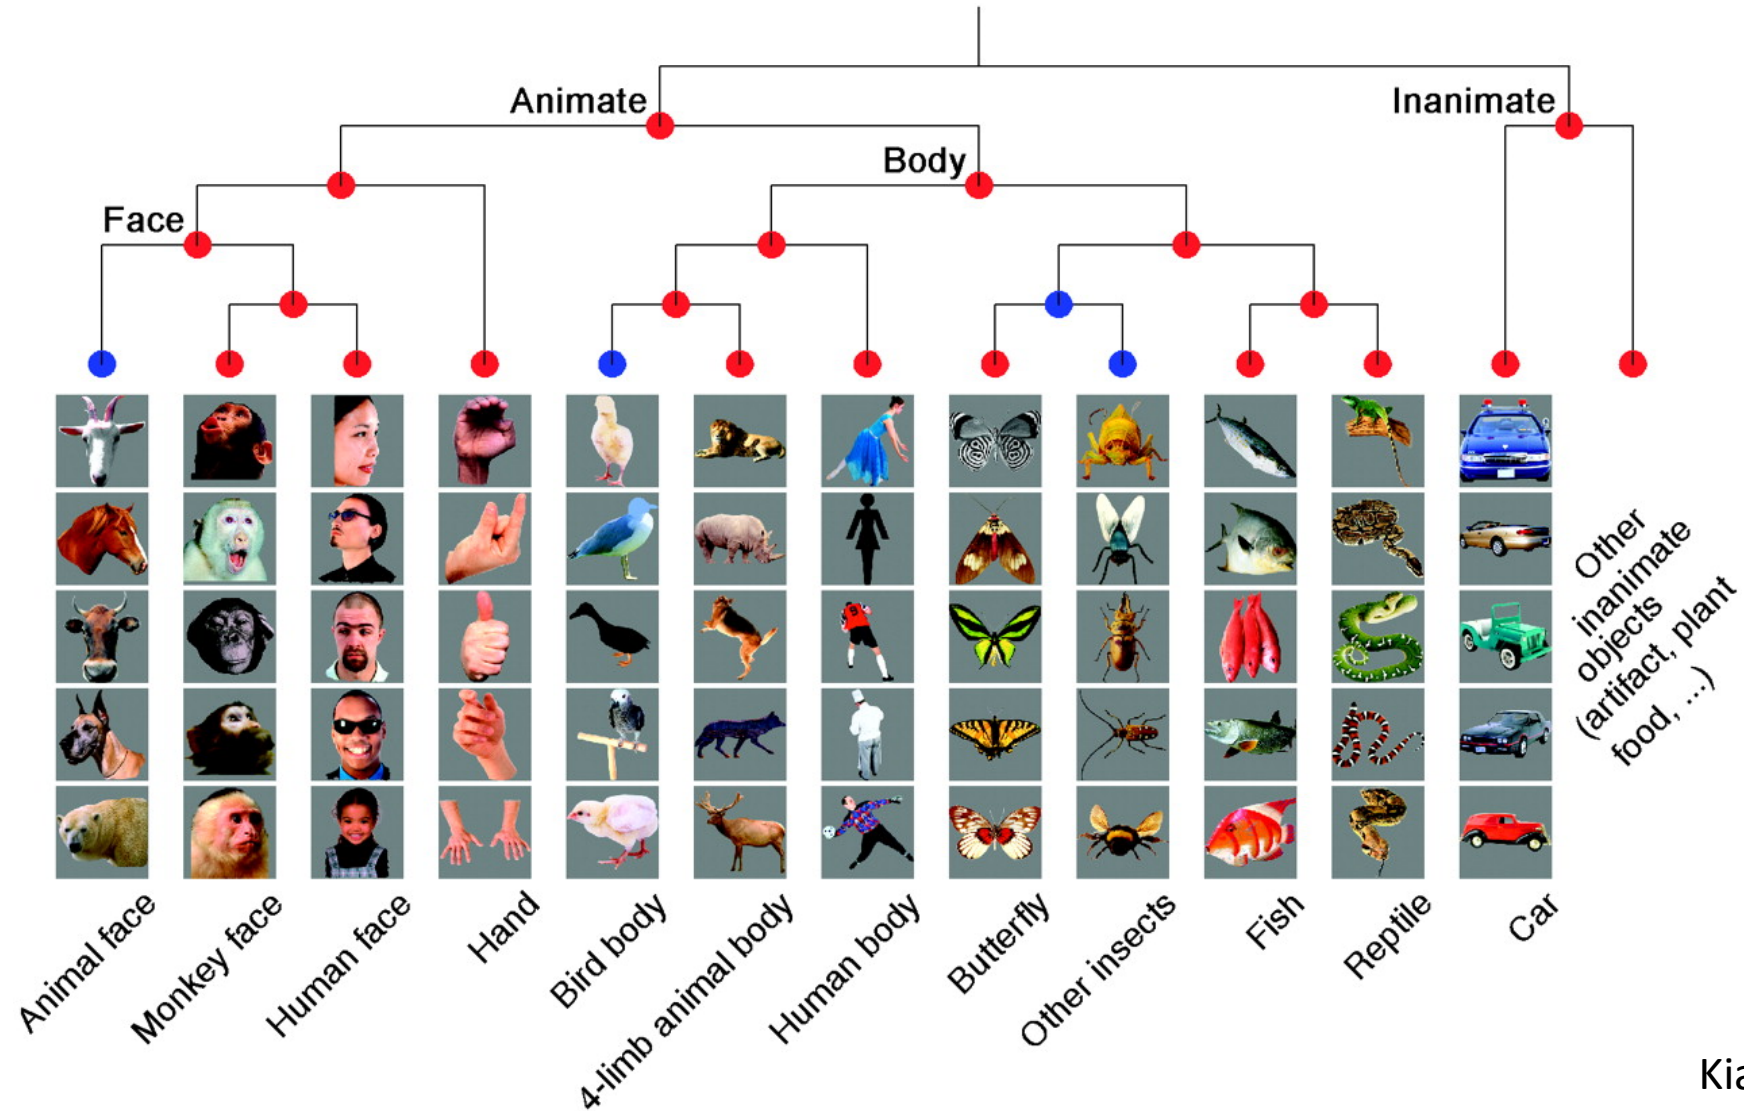 Animate
Inanimate
Body
Face
Other
inanimate
objects
(artifact, plant
food, ...)
Animal face
Monkey face
Human face
Hand
Bird body
4-limb animal body
Human body
Butterfly
Other insects
Fish
Reptile
Car